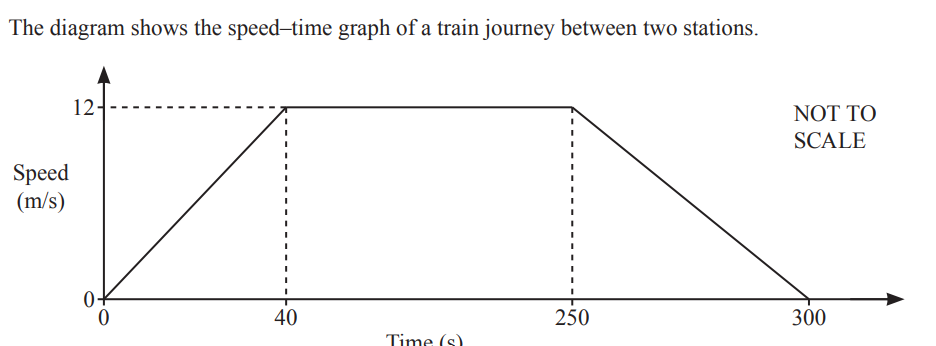 The diagram shows the speed–time graph of a train journey between two stations.
12
NOT TO
SCALE
Speed
(m/s)
0
0 40 250 300
Time (s)